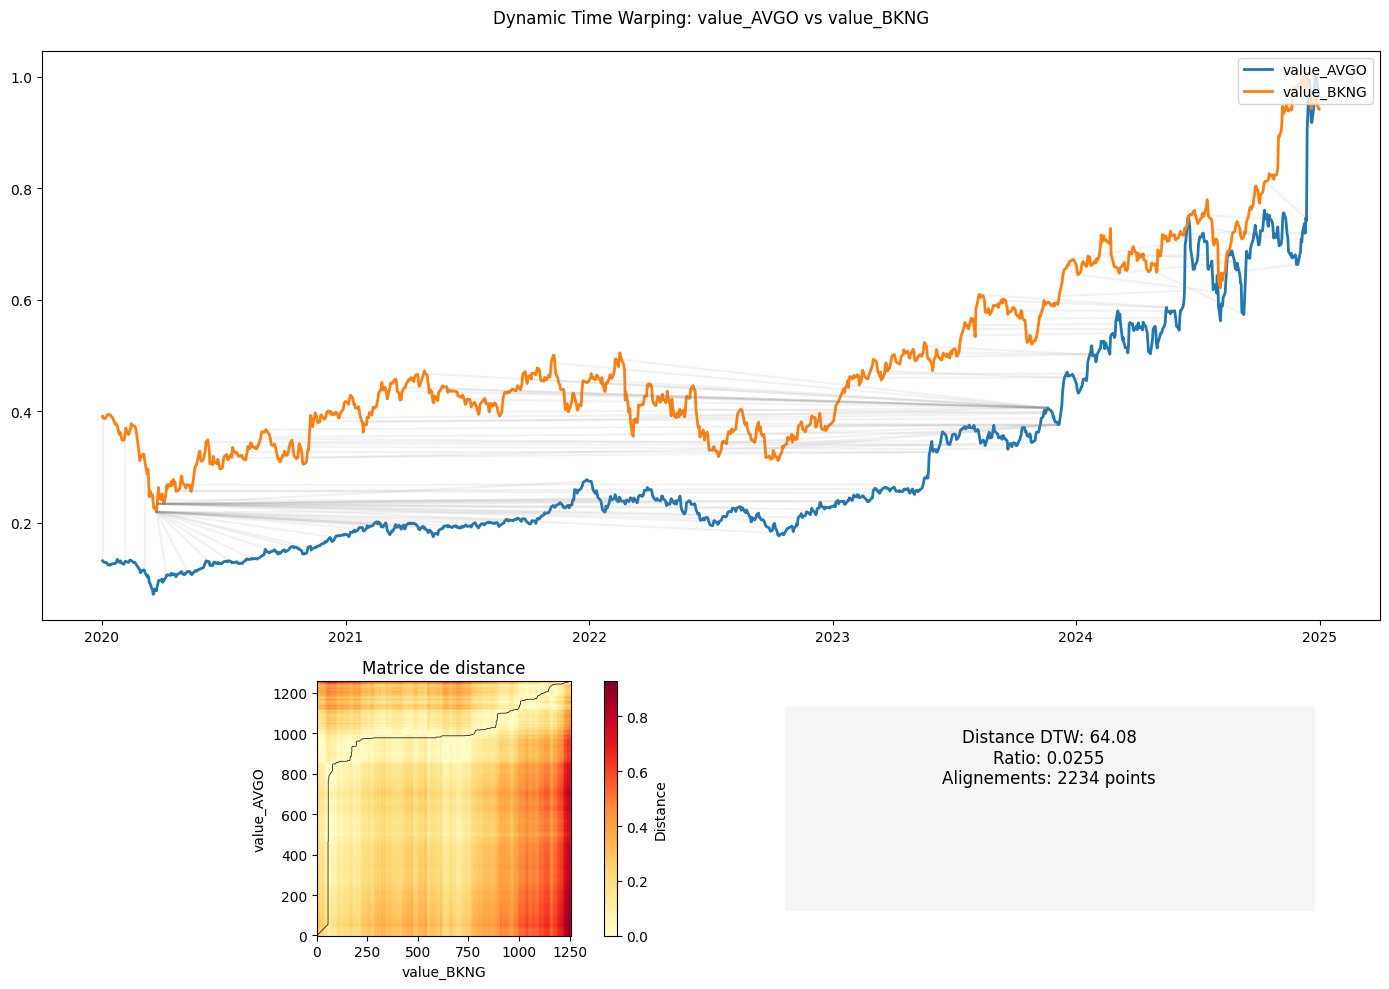 Dynamic Time Warping: value_AVGO vs value_BKNG
value_AVGO
value_BKNG
1.0
0.8
0.6
0.4
0.2
2020 2021 2022 2023 2024 2025
Matrice de distance
value_AVGO
1200
1000
800
600
400
200
0
0 250 500 750 1000 1250
value_BKNG
0.8
0.6
0.4
0.2
0.0
Distance
Distance DTW: 64.08
Ratio: 0.0255
Alignements: 2234 points